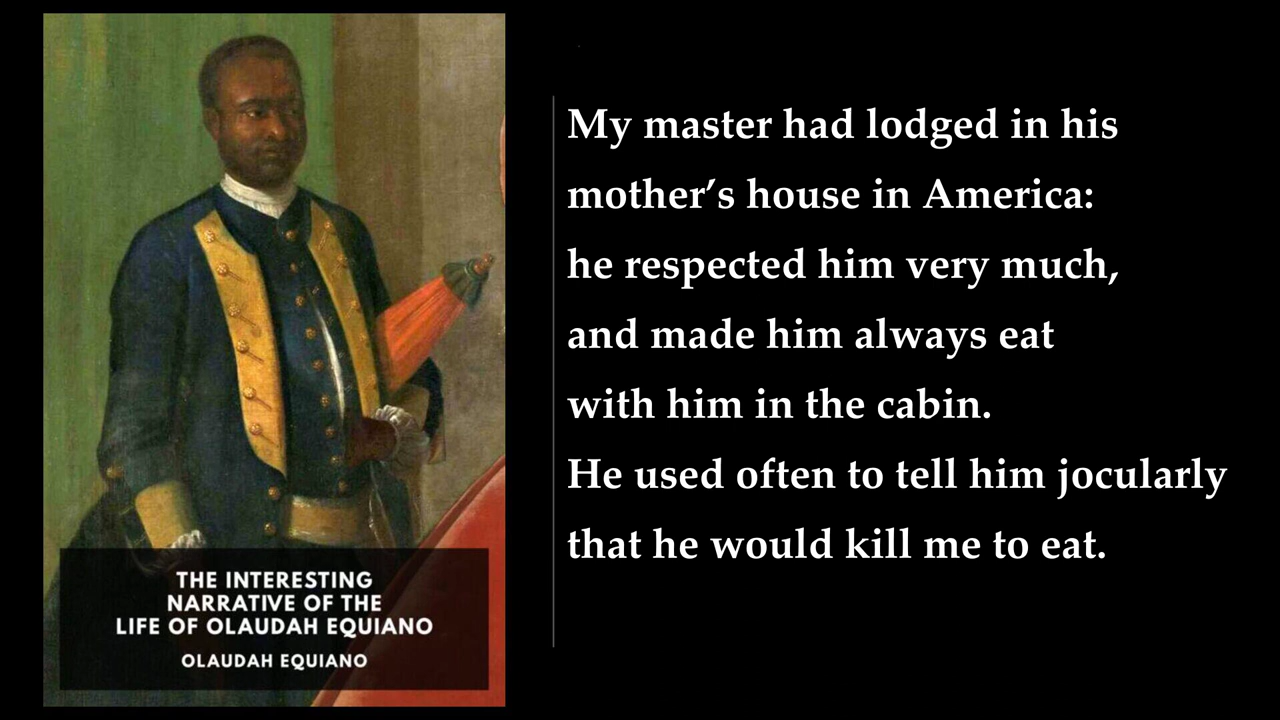 THE INTERESTING
NARRATIVE OF THE
LIFE OF OLAUDAH EQUIANO
OLAUDAH EQUIANO
My master had lodged in his
mother’s house in America:
he respected him very much,
and made him always eat
with him in the cabin.
He used often to tell him jocularly
that he would kill me to eat.